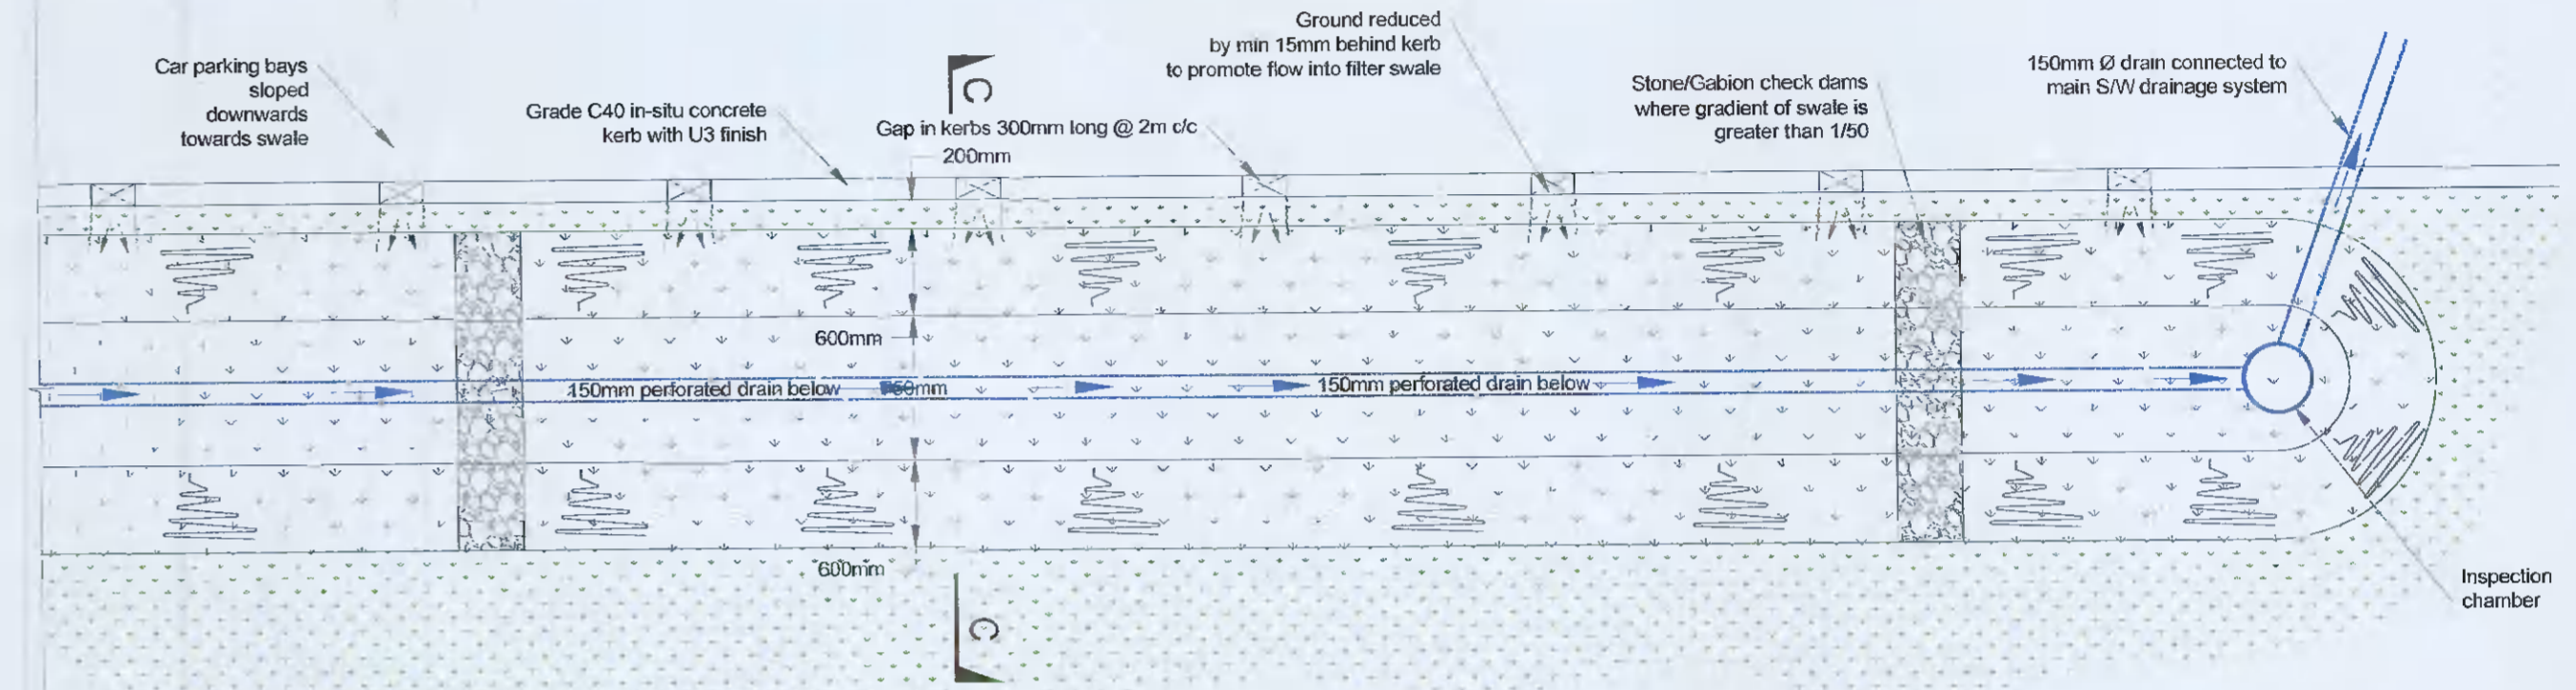 Car parking bays
sloped
downwards
towards swale
Grade C40 in-situ concrete
kerb with U3 finish
C
Gap in kerbs 300mm long @ 2m c/c
200mm
Ground reduced
by min 15mm behind kerb
to promote flow into filter swale
Stone/Gabion check dams
where gradient of swale is
greater than 1/50
150mm Ø drain connected to
main S/W drainage system
600mm
150mm perforated drain below
150mm perforated drain below
600mm
C
Inspection
chamber